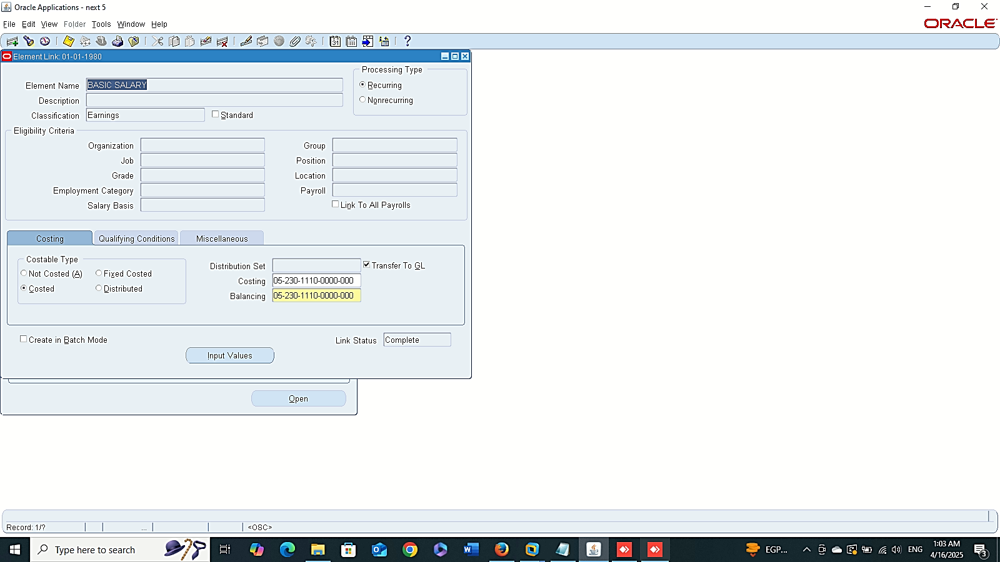 Oracle Applications - next 5
File Edit View Folder Tools Window Help
ORACLE
31
?
Element Link: 01-01-1980
Processing Type
Element Name BASIC SALARY
Recurring
Description
Nonrecurring
Classification Earnings
Standard
Eligibility Criteria
Organization
Group
Job
Position
Grade
Location
Employment Category
Payroll
Salary Basis
Link To All Payrolls
Costing Qualifying Conditions Miscellaneous
Costable Type
Not Costed (A) Fixed Costed
Costed Distributed
Distribution Set
Transfer To GL
Costing 05-230-1110-0000-000
Balancing 05-230-1110-0000-000
Create in Batch Mode
Link Status Complete
Input Values
Open
Record: 1/? ... <OSC>
Type here to search
EGP...
ENG
1:03 AM
4/16/2025
3